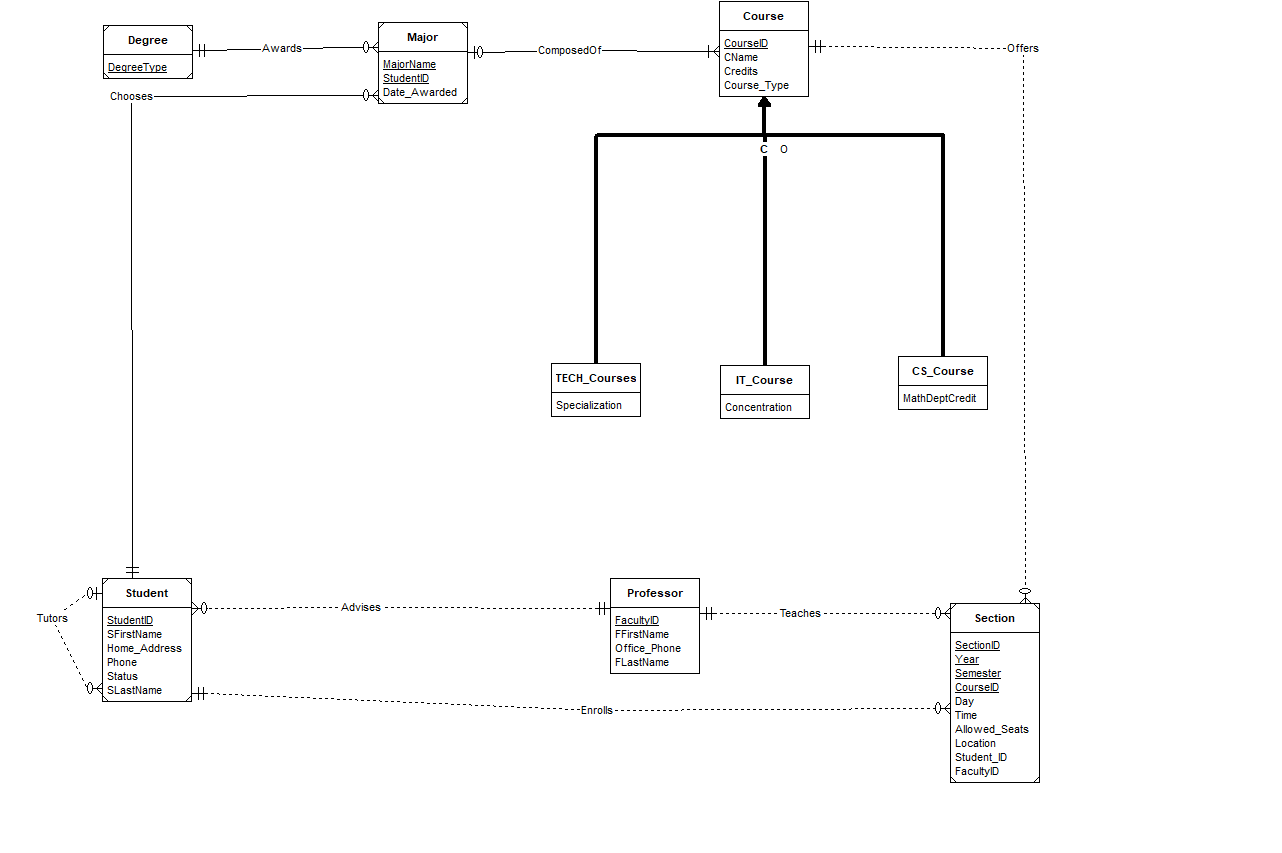 Degree
DegreeType
Awards
Major
MajorName
StudentID
Date_Awarded
ComposedOf
Course
CourseID
CName
Credits
Course_Type
Offers
Chooses
C O
TECH_Courses
Specialization
IT_Course
Concentration
CS_Course
MathDeptCredit
Tutors
Student
StudentID
SFirstName
Home_Address
Phone
Status
SLastName
Advises
Professor
FacultyID
FFirstName
Office_Phone
FLastName
Teaches
Enrolls
Section
SectionID
Year
Semester
CourseID
Day
Time
Allowed_Seats
Location
Student_ID
FacultyID